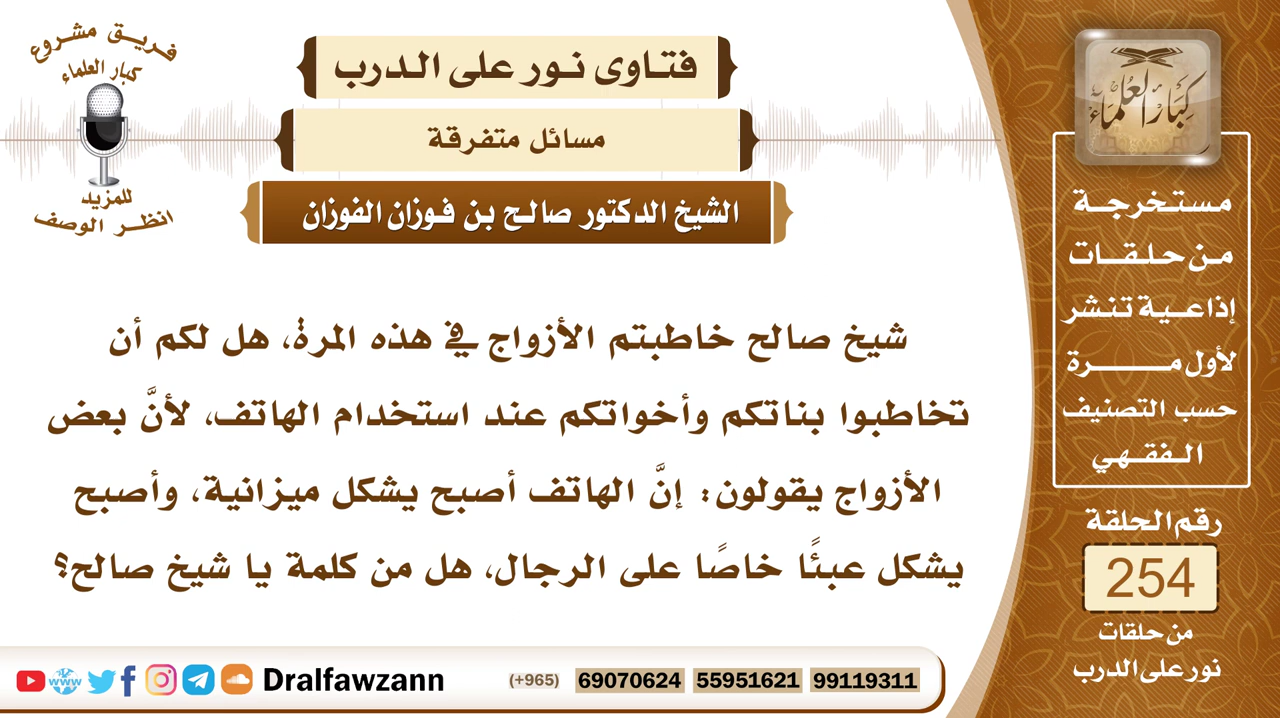 فريق مشروع
كبار العلماء
للمزيد
انظر الوصف
فتاوى نور على الدرب
مسائل متفرقة
الشيخ الدكتور صالح بن فوزان الفوزان
شيخ صالح خاطبتم الأزواج في هذه المرة، هل لكم أن
تخاطبوا بناتكم وأخواتكم عند استخدام الهاتف، لأنَّ بعض
الأزواج يقولون: إنَّ الهاتف أصبح يشكل ميزانية، وأصبح
يشكل عبئًا خاصًا على الرجال، هل من كلمة يا شيخ صالح؟
كبار العلماء
مستخرجة
من حلقات
إذاعية تنشر
لأول مرة
حسب التصنيف
الفقهي
رقم الحلقة
254
من حلقات
نور على الدرب
www Dralfawzann (+965) 69070624 55951621 99119311